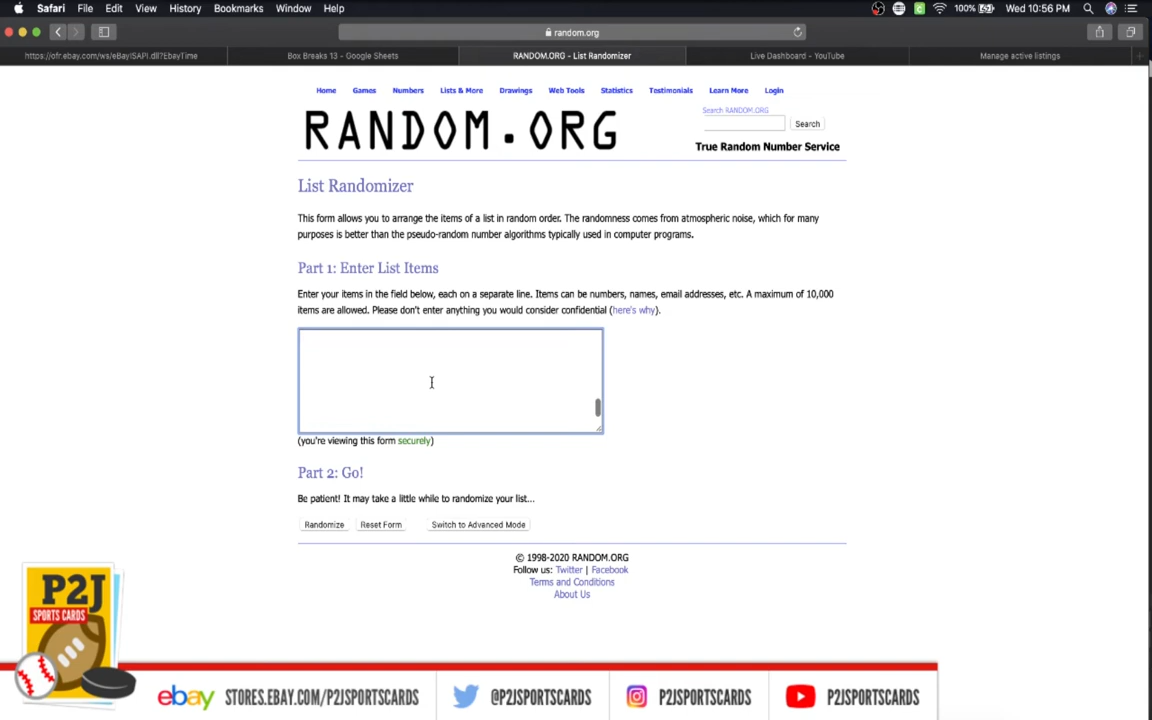 Safari File Edit View History Bookmarks Window Help 100% Wed 10:56 PM
random.org
https://ofr.ebay.com/ws/eBayISAPI.dll?EbayTime Box Breaks 13 - Google Sheets RANDOM.ORG - List Randomizer Live Dashboard - YouTube Manage active listings
Home Games Numbers Lists & More Drawings Web Tools Statistics Testimonials Learn More Login
Search RANDOM.ORG
Search
RANDOM.ORG
True Random Number Service
List Randomizer
This form allows you to arrange the items of a list in random order. The randomness comes from atmospheric noise, which for many
purposes is better than the pseudo-random number algorithms typically used in computer programs.
Part 1: Enter List Items
Enter your items in the field below, each on a separate line. Items can be numbers, names, email addresses, etc. A maximum of 10,000
items are allowed. Please don't enter anything you would consider confidential (here's why).
(you're viewing this form securely)
Part 2: Go!
Be patient! It may take a little while to randomize your list...
Randomize Reset Form Switch to Advanced Mode
© 1998-2020 RANDOM.ORG
Follow us: Twitter | Facebook
Terms and Conditions
About Us
P2J
SPORTS CARDS
ebay STORES.EBAY.COM/P2JSPORTSCARDS @P2JSPORTSCARDS P2JSPORTSCARDS P2JSPORTSCARDS